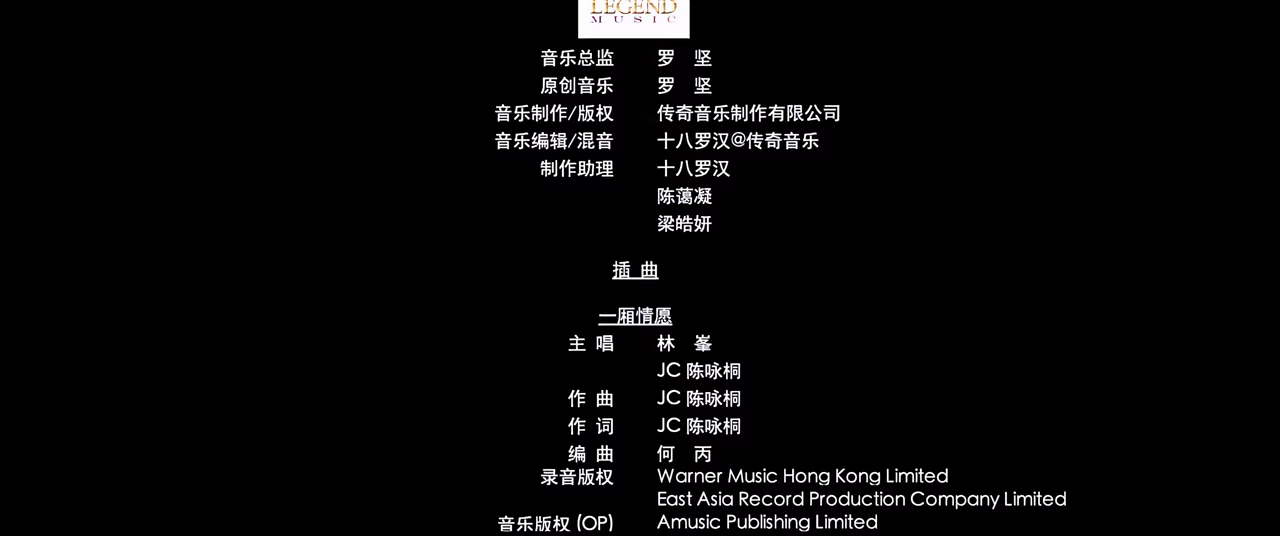 LEGEND
MUSIC
音乐总监 罗 坚
原创音乐 罗 坚
音乐制作/版权 传奇音乐制作有限公司
音乐编辑/混音 十八罗汉@传奇音乐
制作助理 十八罗汉
陈蔼凝
梁皓妍
插 曲
一厢情愿
主 唱 林 峯
JC 陈咏桐
作 曲 JC 陈咏桐
作 词 JC 陈咏桐
编 曲 何 丙
录音版权 Warner Music Hong Kong Limited
East Asia Record Production Company Limited
音乐版权 (OP) Amusic Publishing Limited